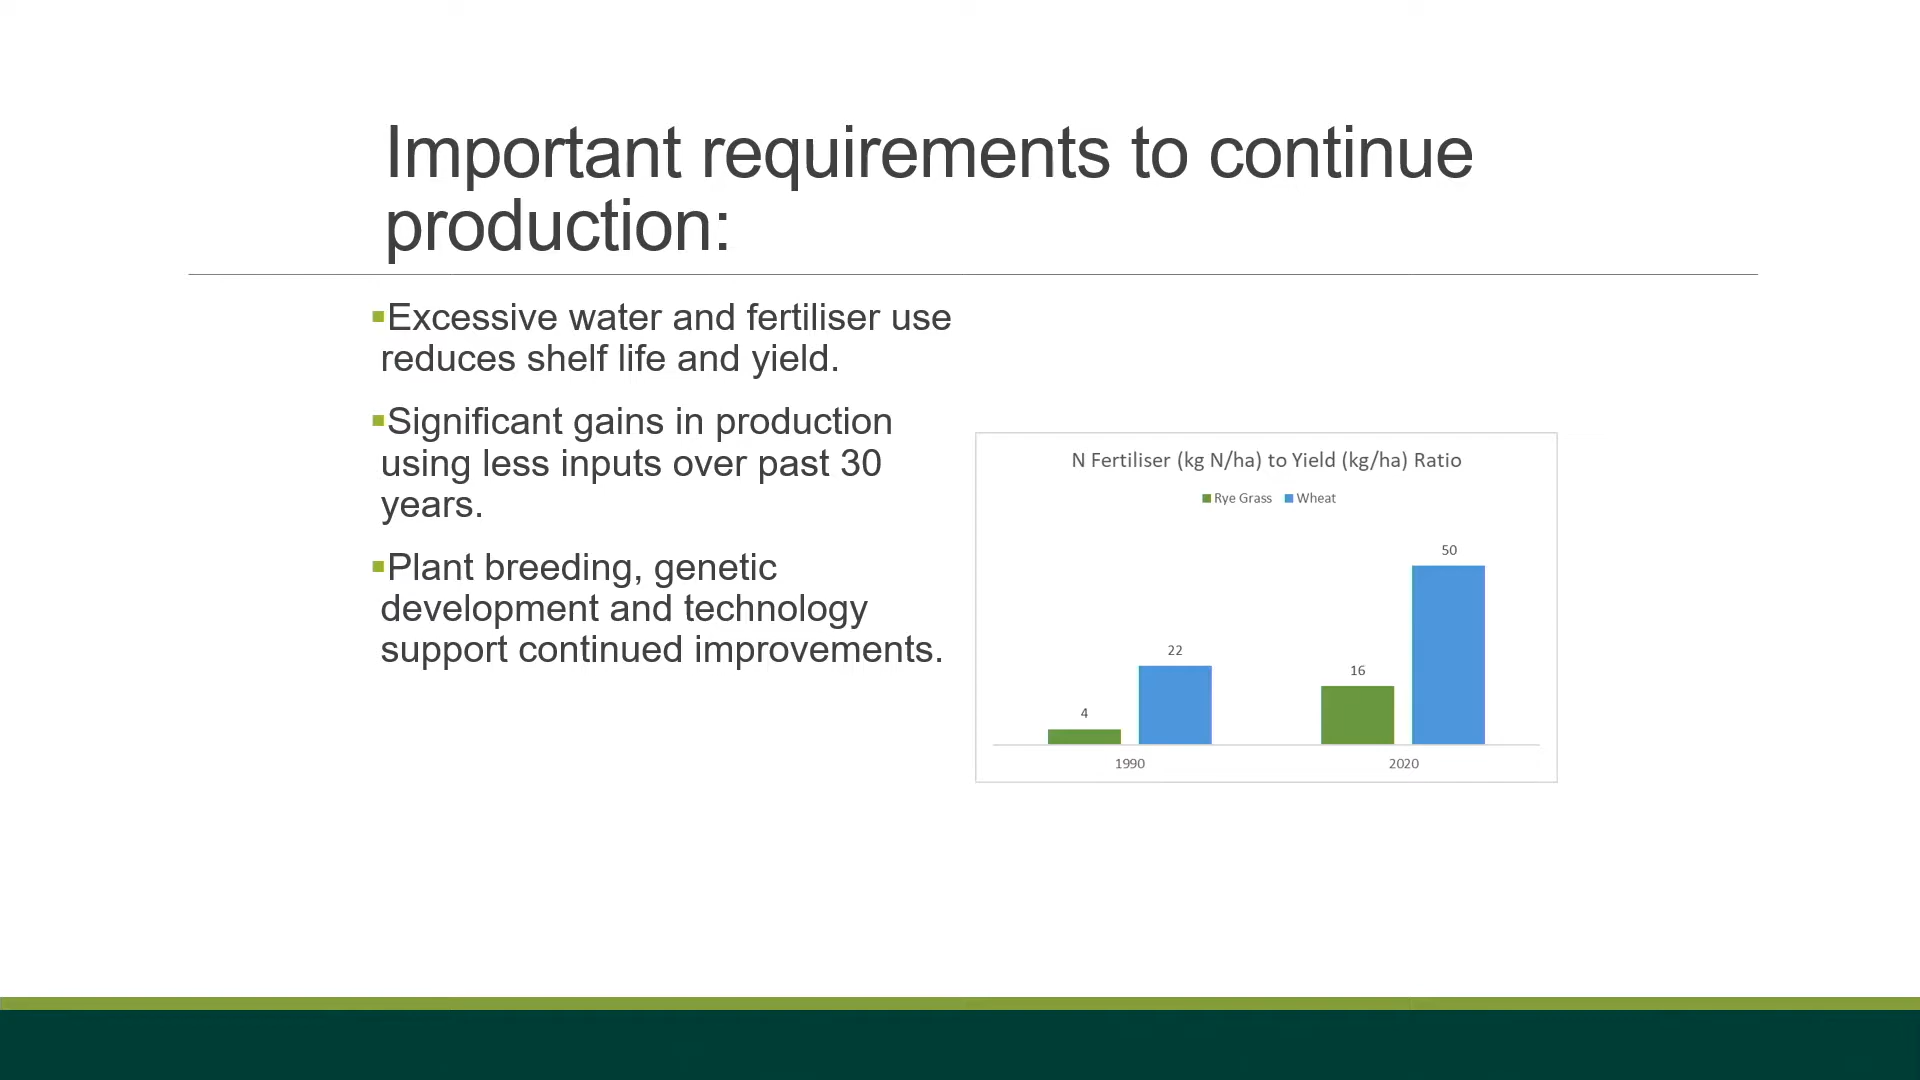 Important requirements to continue
production:
▪Excessive water and fertiliser use
reduces shelf life and yield.
▪Significant gains in production
using less inputs over past 30
years.
▪Plant breeding, genetic
development and technology
support continued improvements.
N Fertiliser (kg N/ha) to Yield (kg/ha) Ratio
Rye Grass Wheat
50
22
16
4
1990 2020